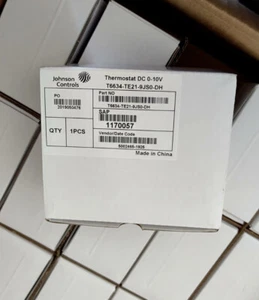 Johnson
Controls
Thermostat DC 0-10V
Part NO
T6634-TE21-9JS0-DH
PO
T6634-TE21-9JS0-DH
SAP
1170057
QTY
1PCS
Vendor/Date Code
Made in China